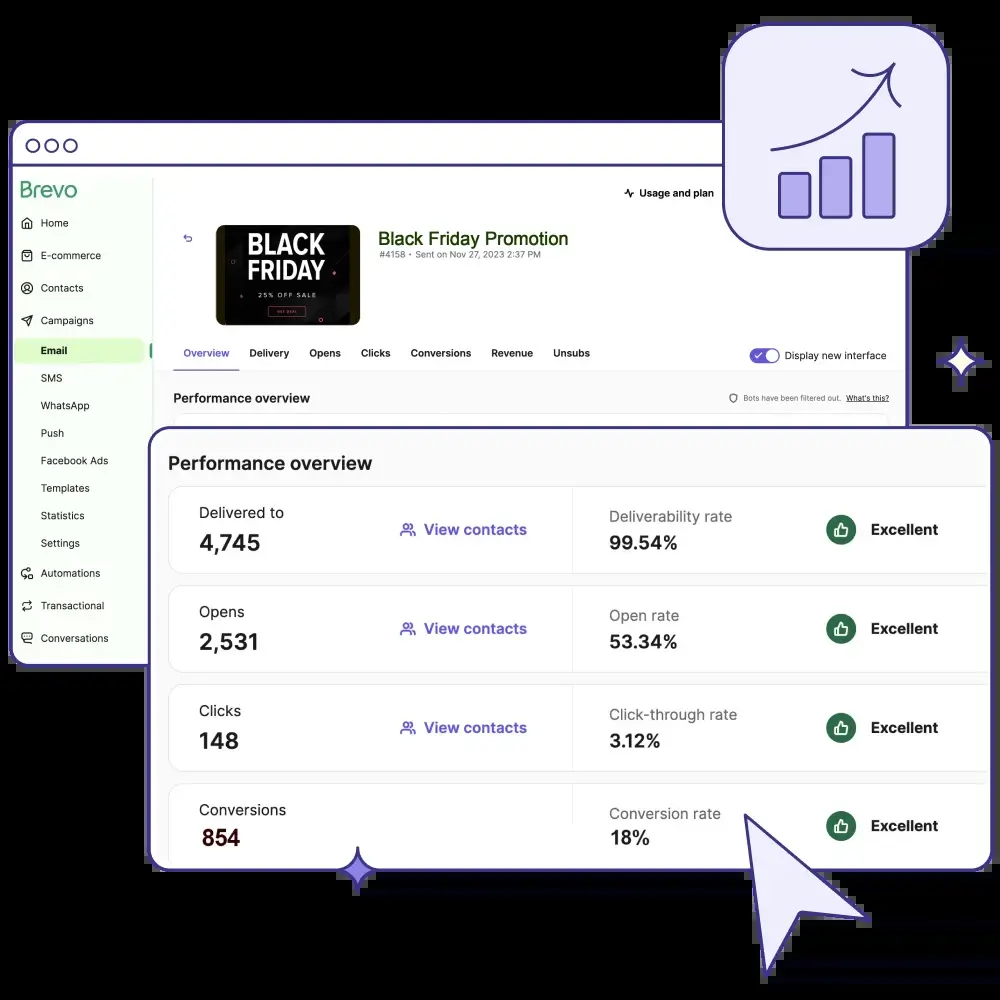 Brevo
Usage and plan
Home
E-commerce
Contacts
Campaigns
Email
SMS
WhatsApp
Push
Facebook Ads
Templates
Statistics
Settings
Automations
Transactional
Conversations
BLACK
FRIDAY
25% OFF SALE
Black Friday Promotion
#4158 • Sent on Nov 27, 2023 2:37 PM
Overview Delivery Opens Clicks Conversions Revenue Unsubs
Display new interface
Performance overview
Bots have been filtered out. What's this?
Performance overview
Delivered to
4,745
View contacts
Deliverability rate
99.54%
Excellent
Opens
2,531
View contacts
Open rate
53.34%
Excellent
Clicks
148
View contacts
Click-through rate
3.12%
Excellent
Conversions
854
Conversion rate
18%
Excellent